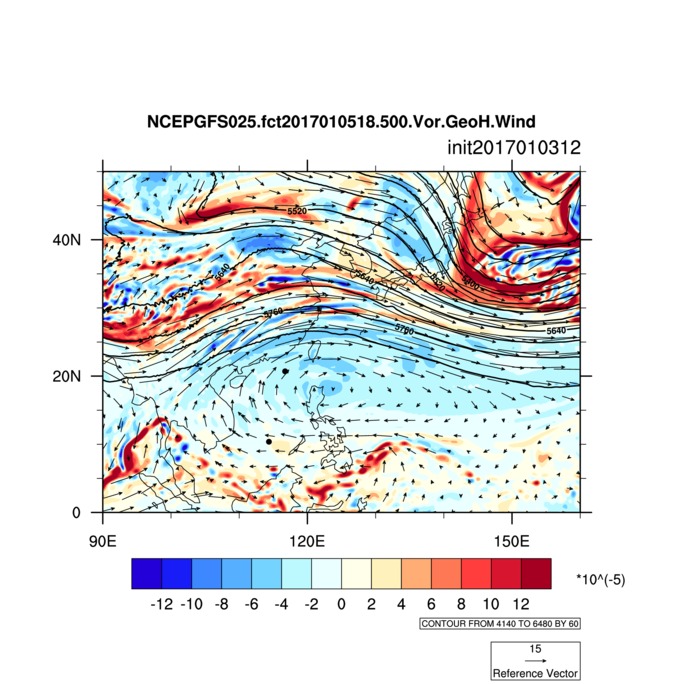 NCEPGFS025.fct2017010518.500.Vor.GeoH.Wind
init2017010312
5520
40N
5640
5640
5760
5760
5640
20N
0
90E
120E
150E
-12 -10 -8 -6 -4 -2 0 2 4 6 8 10 12
*10^(-5)
CONTOUR FROM 4140 TO 6480 BY 60
15
Reference Vector